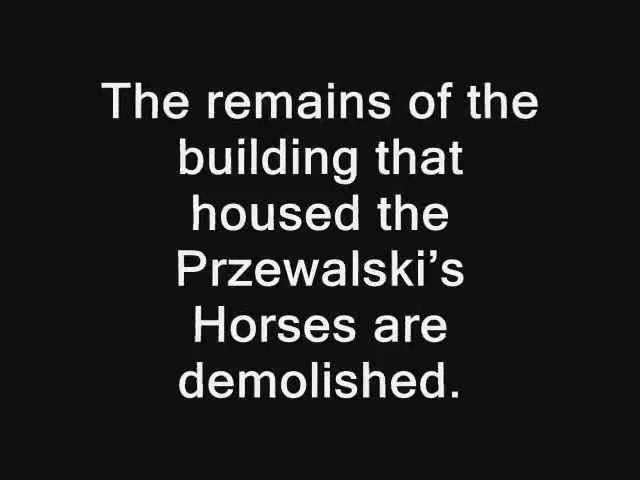 The remains of the
building that
housed the
Przewalski’s
Horses are
demolished.